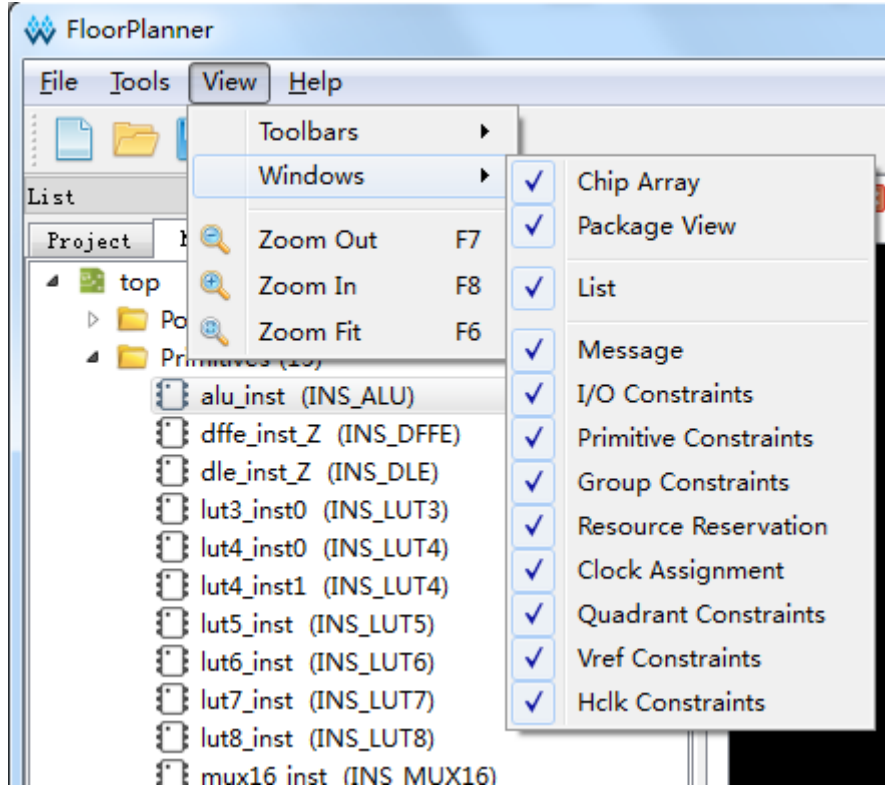 FloorPlanner
File Tools View Help
Toolbars
Windows
Zoom Out F7
Zoom In F8
Zoom Fit F6
Chip Array
Package View
List
Message
I/O Constraints
Primitive Constraints
Group Constraints
Resource Reservation
Clock Assignment
Quadrant Constraints
Vref Constraints
Hclk Constraints
List
Project
top
Po
Primitives
alu_inst (INS_ALU)
dffe_inst_Z (INS_DFFE)
dle_inst_Z (INS_DLE)
lut3_inst0 (INS_LUT3)
lut4_inst0 (INS_LUT4)
lut4_inst1 (INS_LUT4)
lut5_inst (INS_LUT5)
lut6_inst (INS_LUT6)
lut7_inst (INS_LUT7)
lut8_inst (INS_LUT8)
mux16_inst (INS_MUX16)